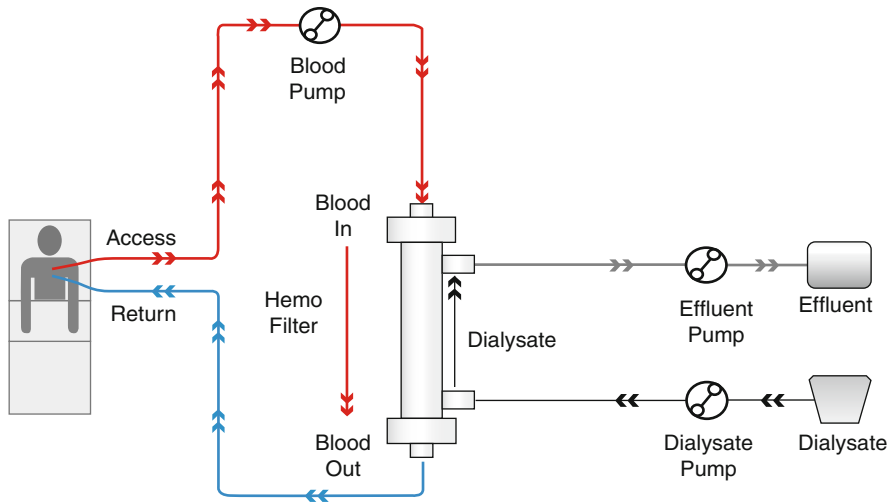 Blood
Pump
Blood
In
Access
Return
Hemo
Filter
Dialysate
Effluent
Pump
Effluent
Blood
Out
Dialysate
Pump
Dialysate